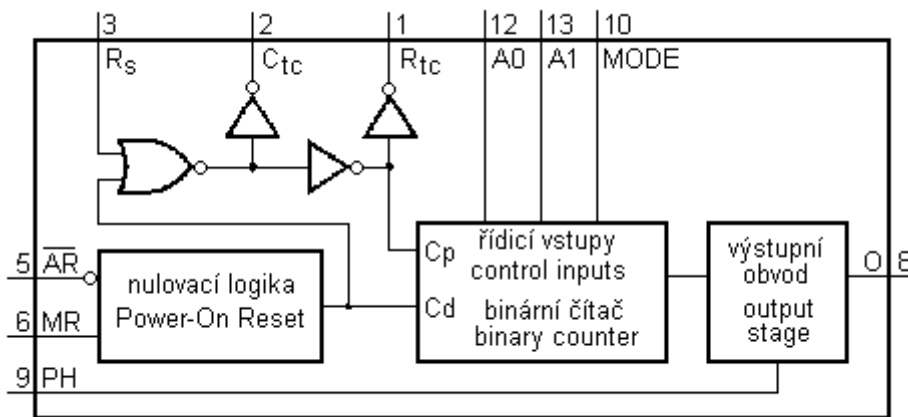 3 2 1 12 13 10
Rs Ctc Rtc A0 A1 MODE
řídicí vstupy
control inputs
Cp
Cd
binární čítač
binary counter
výstupní
obvod
output
stage
O 8
5 AR
nulovací logika
Power-On Reset
6 MR
9 PH